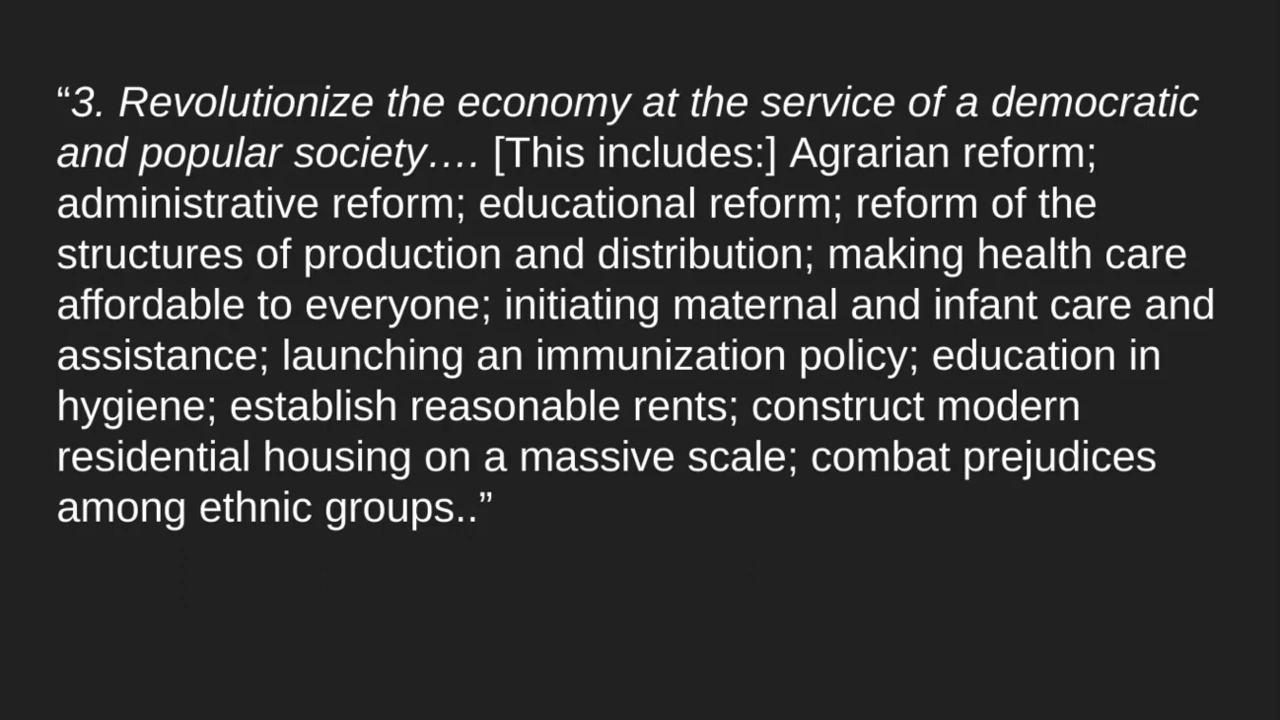 “3. Revolutionize the economy at the service of a democratic
and popular society…. [This includes:] Agrarian reform;
administrative reform; educational reform; reform of the
structures of production and distribution; making health care
affordable to everyone; initiating maternal and infant care and
assistance; launching an immunization policy; education in
hygiene; establish reasonable rents; construct modern
residential housing on a massive scale; combat prejudices
among ethnic groups..”